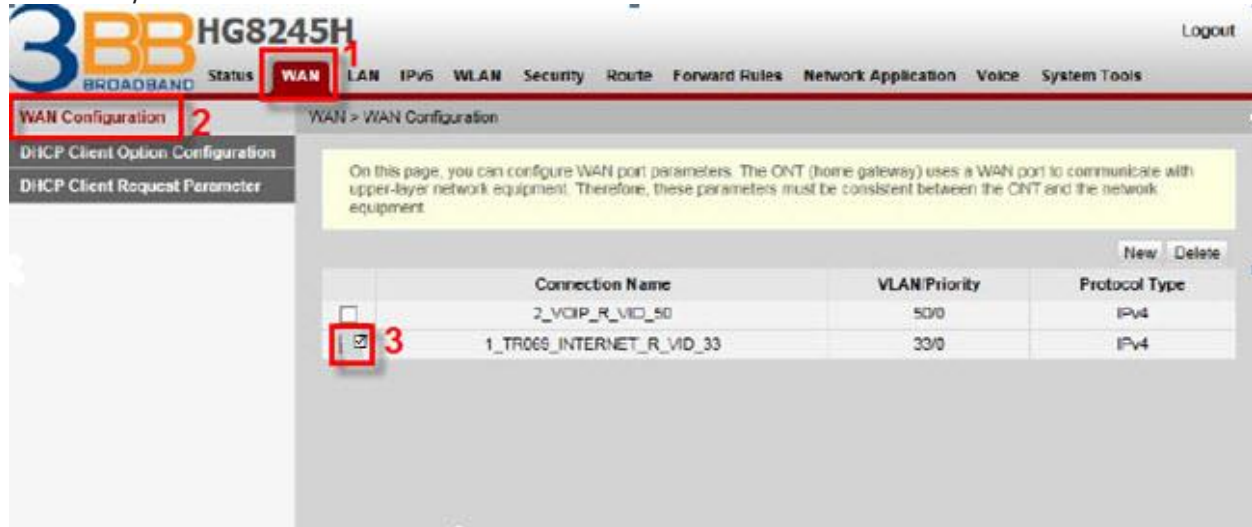 3BB HG8245H Logout
BROADBAND
1
Status WAN LAN IPv6 WLAN Security Route Forward Rules Network Application Voice System Tools
WAN Configuration 2 WAN > WAN Configuration
DHCP Client Option Configuration
DHCP Client Request Parameter
On this page, you can configure WAN port parameters. The ONT (home gateway) uses a WAN port to communicate with
upper-layer network equipment. Therefore, these parameters must be consistent between the ONT and the network
equipment.
New Delete
Connection Name VLAN/Priority Protocol Type
2_VOIP_R_VID_50 50/0 IPv4
3 1_TR069_INTERNET_R_VID_33 33/0 IPv4